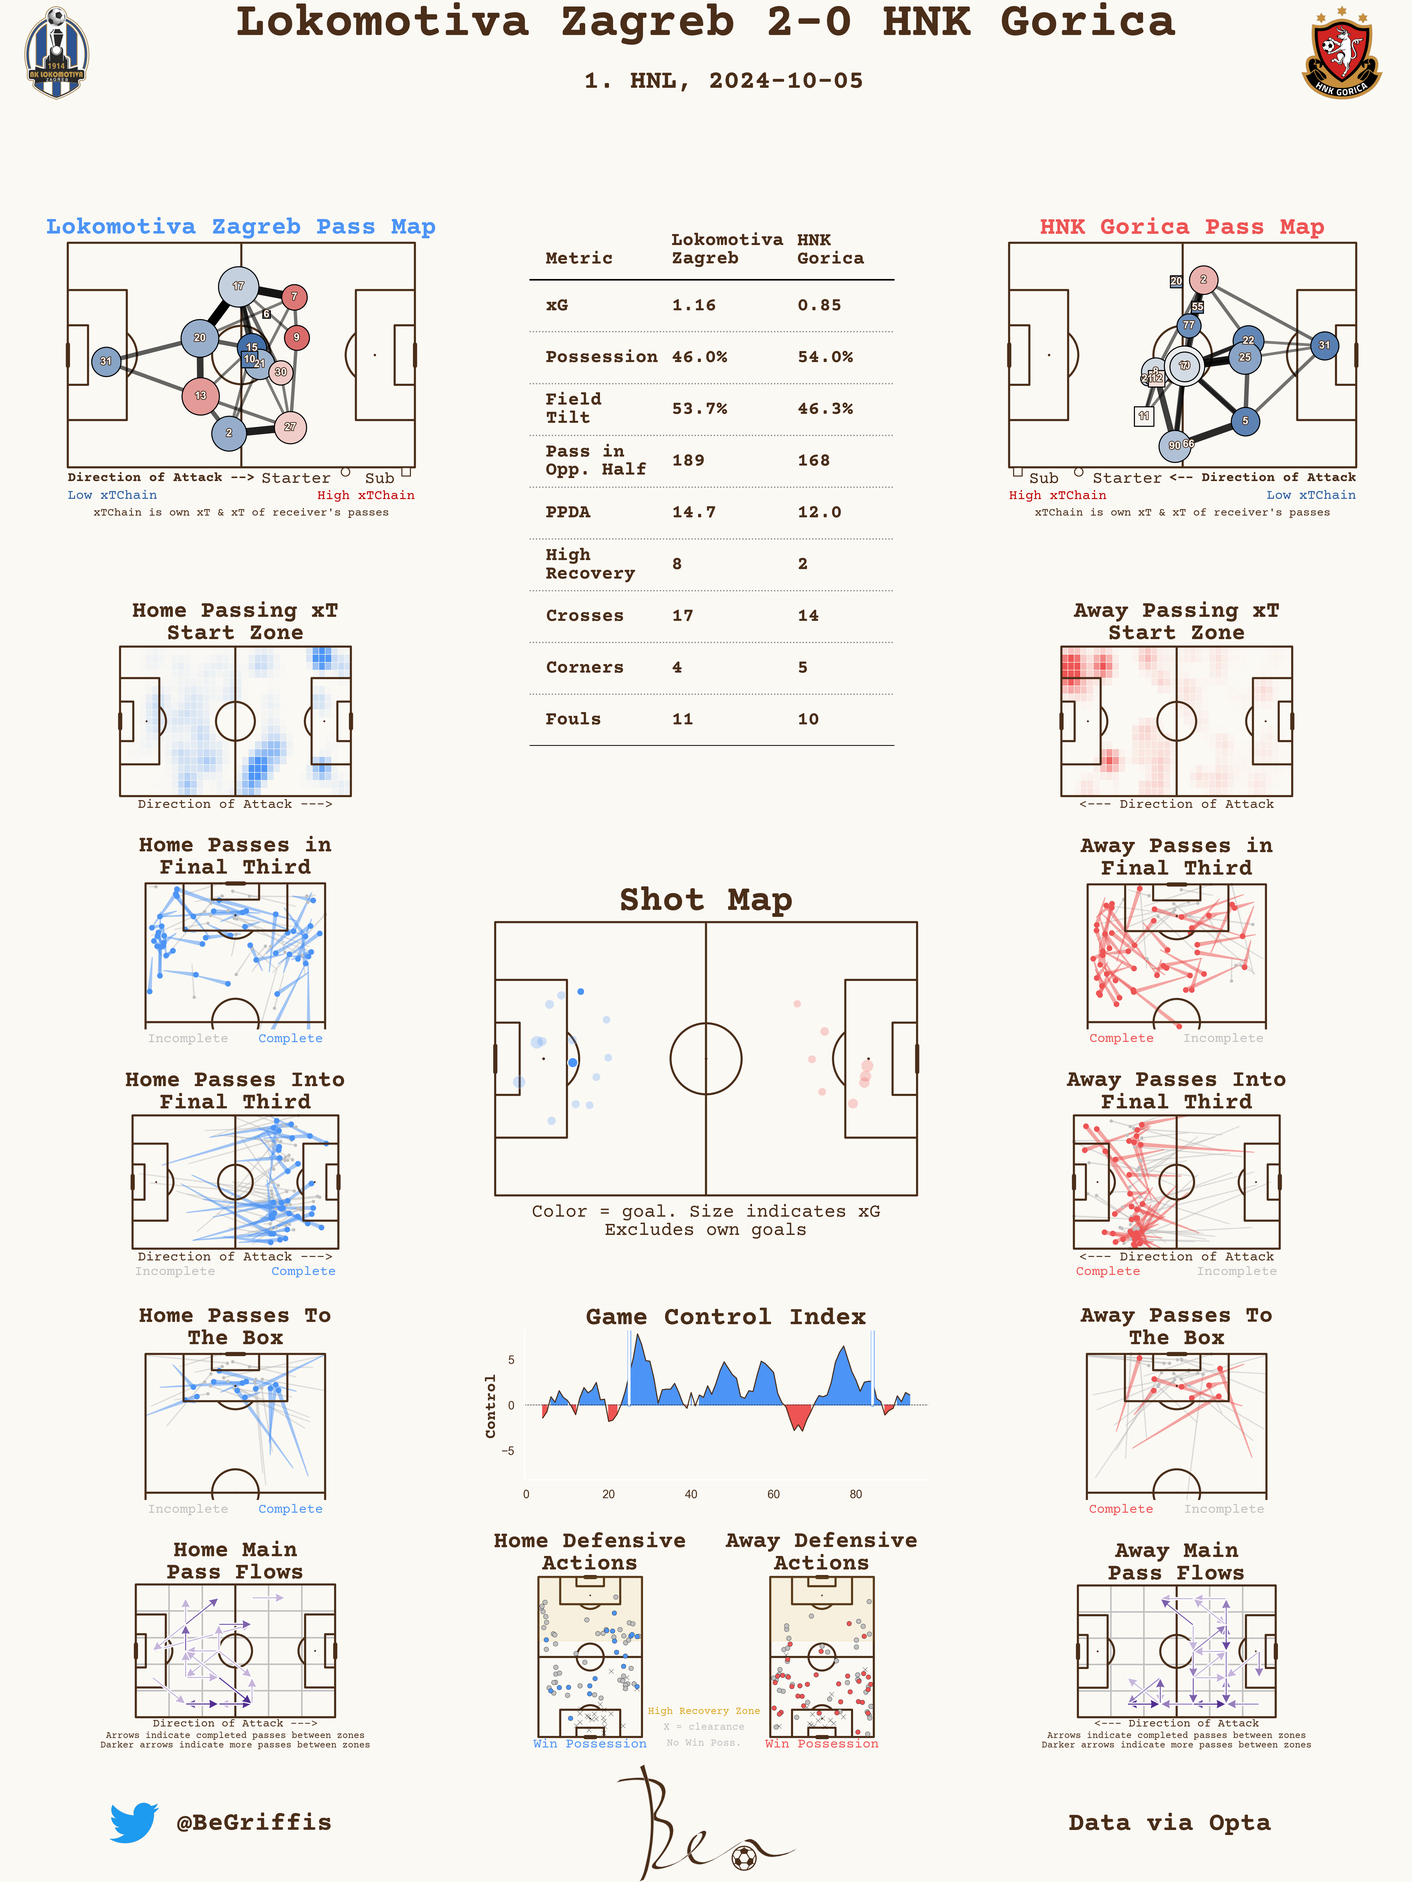 Lokomotiva Zagreb 2-0 HNK Gorica
1. HNL, 2024-10-05
1914
NK LOKOMOTIVA
ZAGREB
HNK GORICA
Lokomotiva Zagreb Pass Map
17
7
6
20
9
15
10
21
31
30
13
2
27
Direction of Attack --> Starter Sub
Low xTChain High xTChain
xTChain is own xT & xT of receiver's passes
Metric Lokomotiva Zagreb HNK Gorica
xG 1.16 0.85
Possession 46.0% 54.0%
Field Tilt 53.7% 46.3%
Pass in Opp. Half 189 168
PPDA 14.7 12.0
High Recovery 8 2
Crosses 17 14
Corners 4 5
Fouls 11 10
HNK Gorica Pass Map
20
2
55
77
22
31
25
12
11
5
90
66
Sub Starter <-- Direction of Attack
High xTChain Low xTChain
xTChain is own xT & xT of receiver's passes
Home Passing xT
Start Zone
Direction of Attack --->
Away Passing xT
Start Zone
<--- Direction of Attack
Home Passes in
Final Third
Incomplete Complete
Away Passes in
Final Third
Complete Incomplete
Shot Map
Color = goal. Size indicates xG
Excludes own goals
Home Passes Into
Final Third
Direction of Attack --->
Incomplete Complete
Away Passes Into
Final Third
<--- Direction of Attack
Complete Incomplete
Home Passes To
The Box
Incomplete Complete
Game Control Index
Control
5
0
−5
0 20 40 60 80
Away Passes To
The Box
Complete Incomplete
Home Main
Pass Flows
Direction of Attack --->
Arrows indicate completed passes between zones
Darker arrows indicate more passes between zones
Home Defensive
Actions
Win Possession
Away Defensive
Actions
Win Possession
High Recovery Zone
X = clearance
No Win Poss.
Away Main
Pass Flows
<--- Direction of Attack
Arrows indicate completed passes between zones
Darker arrows indicate more passes between zones
@BeGriffis
Ben
Data via Opta